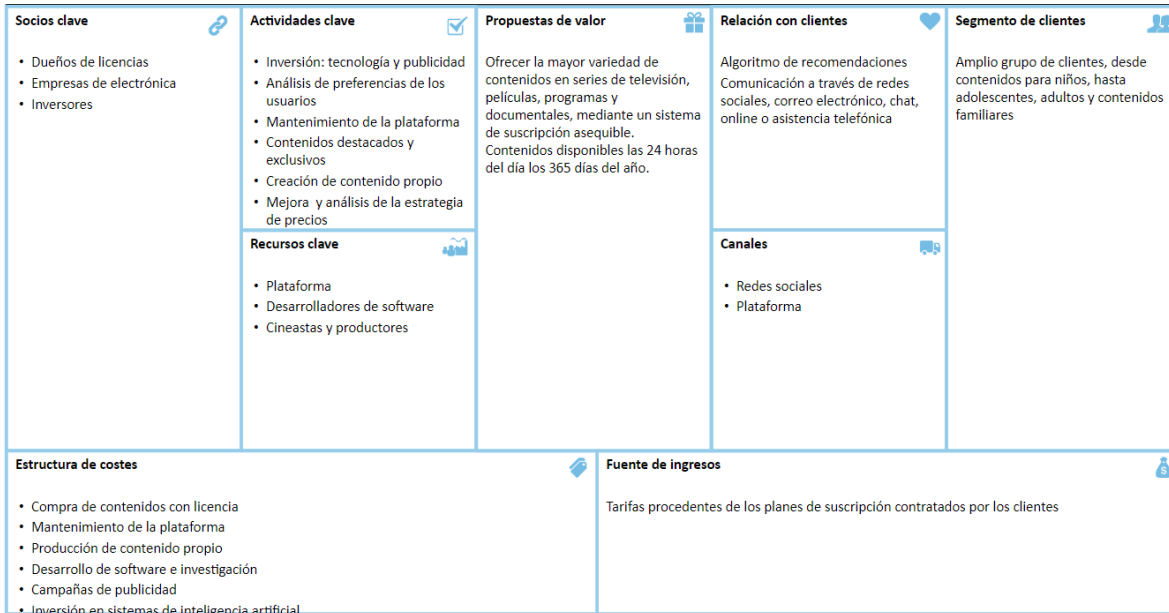 Socios clave
• Dueños de licencias
• Empresas de electrónica
• Inversores
Actividades clave
• Inversión: tecnología y publicidad
• Análisis de preferencias de los
usuarios
• Mantenimiento de la plataforma
• Contenidos destacados y
exclusivos
• Creación de contenido propio
• Mejora y análisis de la estrategia
de precios
Recursos clave
• Plataforma
• Desarrolladores de software
• Cineastas y productores
Propuestas de valor
Ofrecer la mayor variedad de
contenidos en series de televisión,
películas, programas y
documentales, mediante un sistema
de suscripción asequible.
Contenidos disponibles las 24 horas
del día los 365 días del año.
Relación con clientes
Algoritmo de recomendaciones
Comunicación a través de redes
sociales, correo electrónico, chat,
online o asistencia telefónica
Canales
• Redes sociales
• Plataforma
Segmento de clientes
Amplio grupo de clientes, desde
contenidos para niños, hasta
adolescentes, adultos y contenidos
familiares
Estructura de costes
• Compra de contenidos con licencia
• Mantenimiento de la plataforma
• Producción de contenido propio
• Desarrollo de software e investigación
• Campañas de publicidad
• Inversión en sistemas de inteligencia artificial
Fuente de ingresos
$
Tarifas procedentes de los planes de suscripción contratados por los clientes